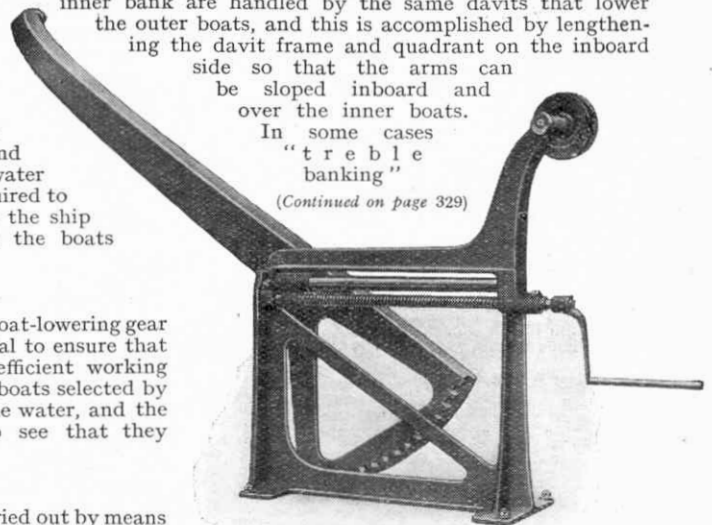 inner bank are handled by the same davits that lower
the outer boats, and this is accomplished by lengthen-
ing the davit frame and quadrant on the inboard
side so that the arms can
be sloped inboard and
over the inner boats.
In some cases
"treble
banking"
(Continued on page 329)
nd
water
ired to
the ship
the boats
oat-lowering gear
al to ensure that
efficient working
boats selected by
e water, and the
see that they
ried out by means